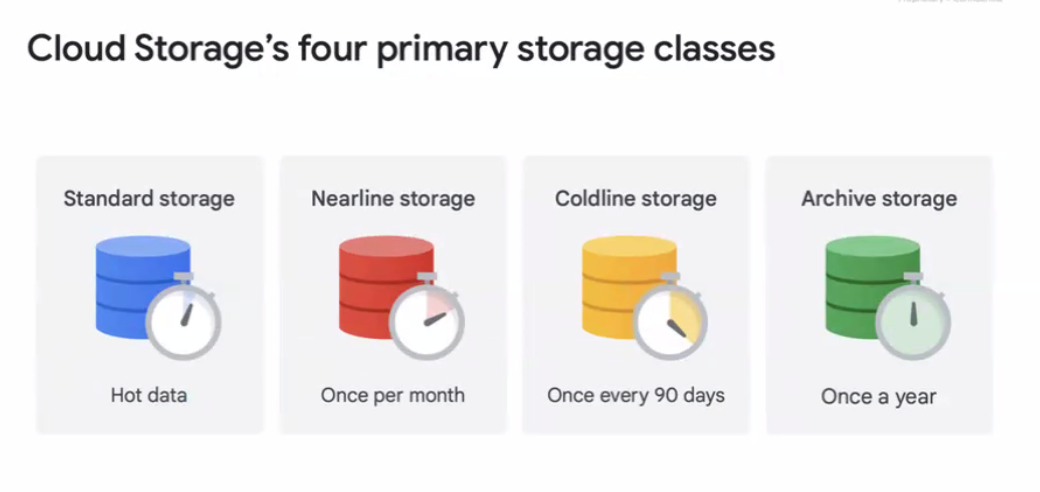 Cloud Storage’s four primary storage classes
Standard storage
Hot data
Nearline storage
Once per month
Coldline storage
Once every 90 days
Archive storage
Once a year